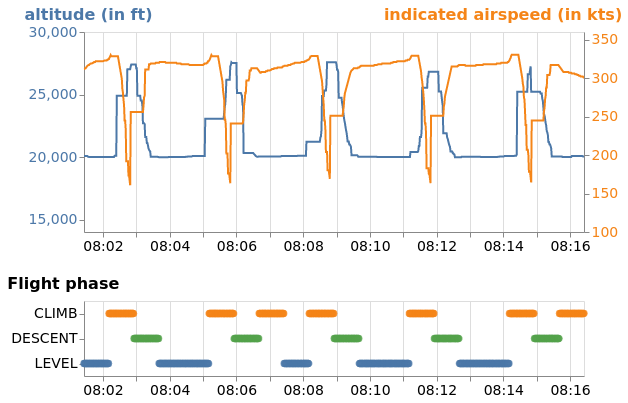 altitude (in ft) indicated airspeed (in kts)
30,000 350
25,000 300
250
20,000 200
150
15,000 100
08:02 08:04 08:06 08:08 08:10 08:12 08:14 08:16
Flight phase
CLIMB
DESCENT
LEVEL
08:02 08:04 08:06 08:08 08:10 08:12 08:14 08:16